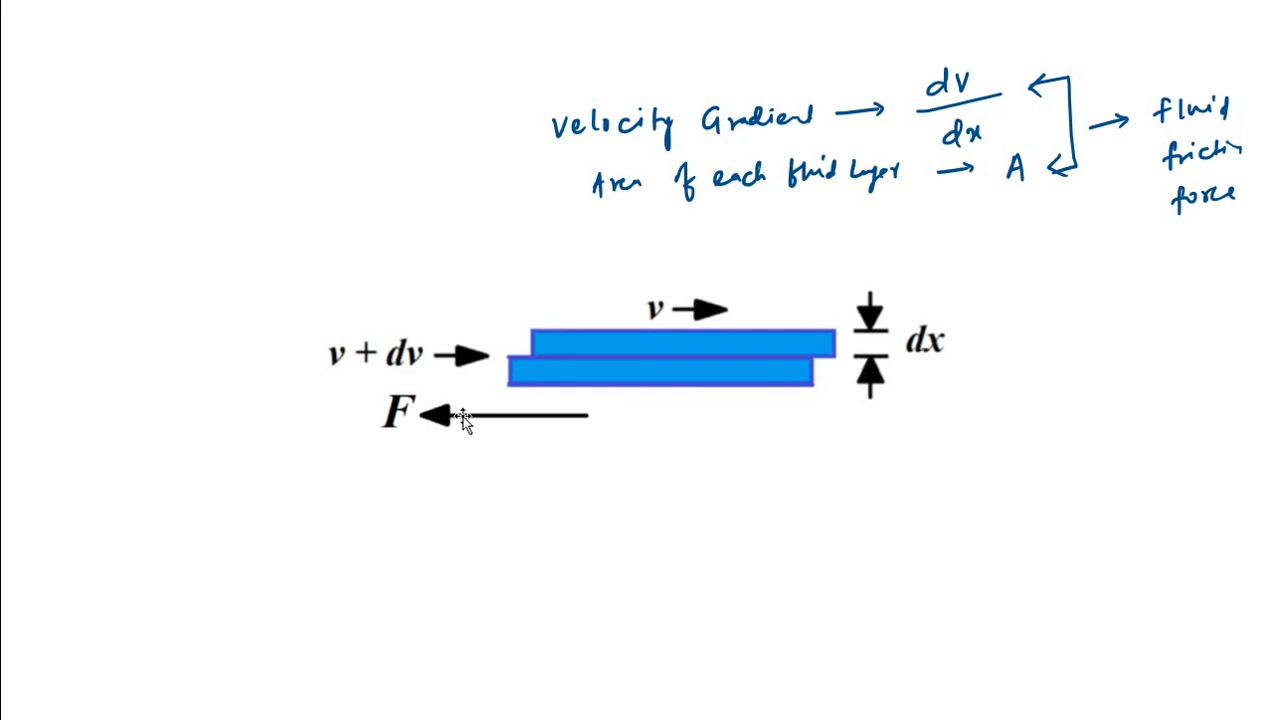 Velocity Gradient → dv/dx
Area of each fluid layer → A
→ fluid
friction
force
v →
v + dv →
dx
F